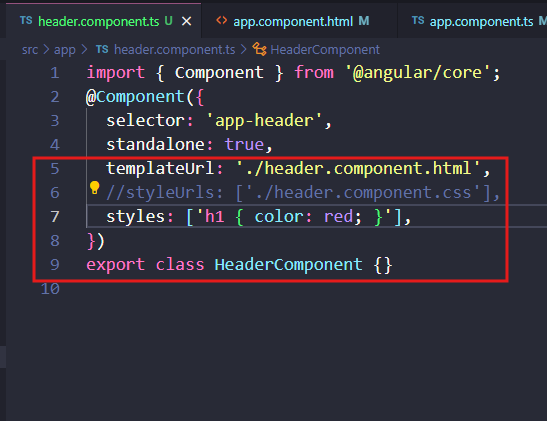 TS header.component.ts U ×
<> app.component.html M
TS app.component.ts M
src > app > TS header.component.ts > HeaderComponent
1 import { Component } from '@angular/core';
2 @Component({
3 selector: 'app-header',
4 standalone: true,
5 templateUrl: './header.component.html',
6 //styleUrls: ['./header.component.css'],
7 styles: ['h1 { color: red; }'],
8 })
9 export class HeaderComponent {}
10